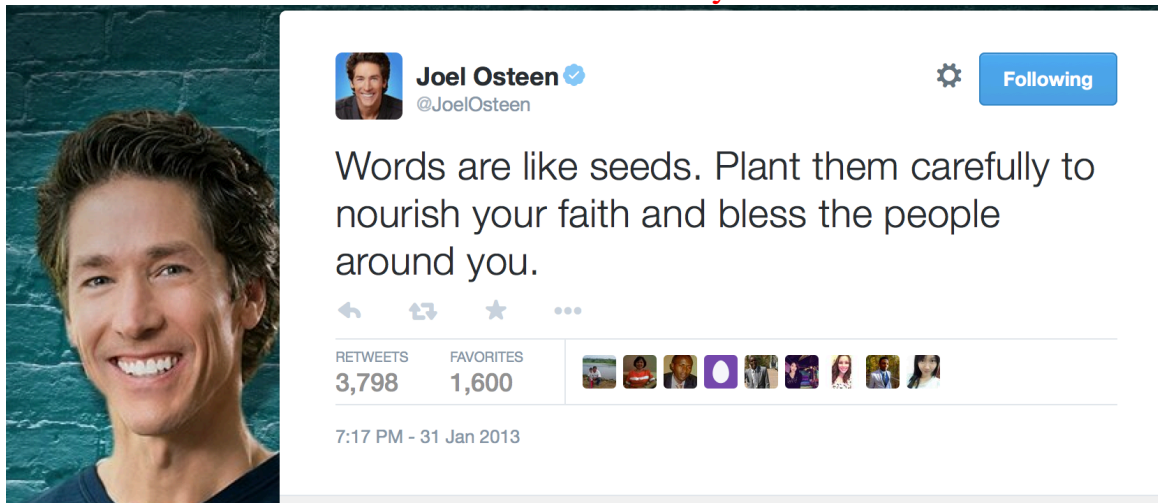 Joel Osteen
@JoelOsteen
Following
Words are like seeds. Plant them carefully to
nourish your faith and bless the people
around you.
RETWEETS FAVORITES
3,798 1,600
7:17 PM - 31 Jan 2013